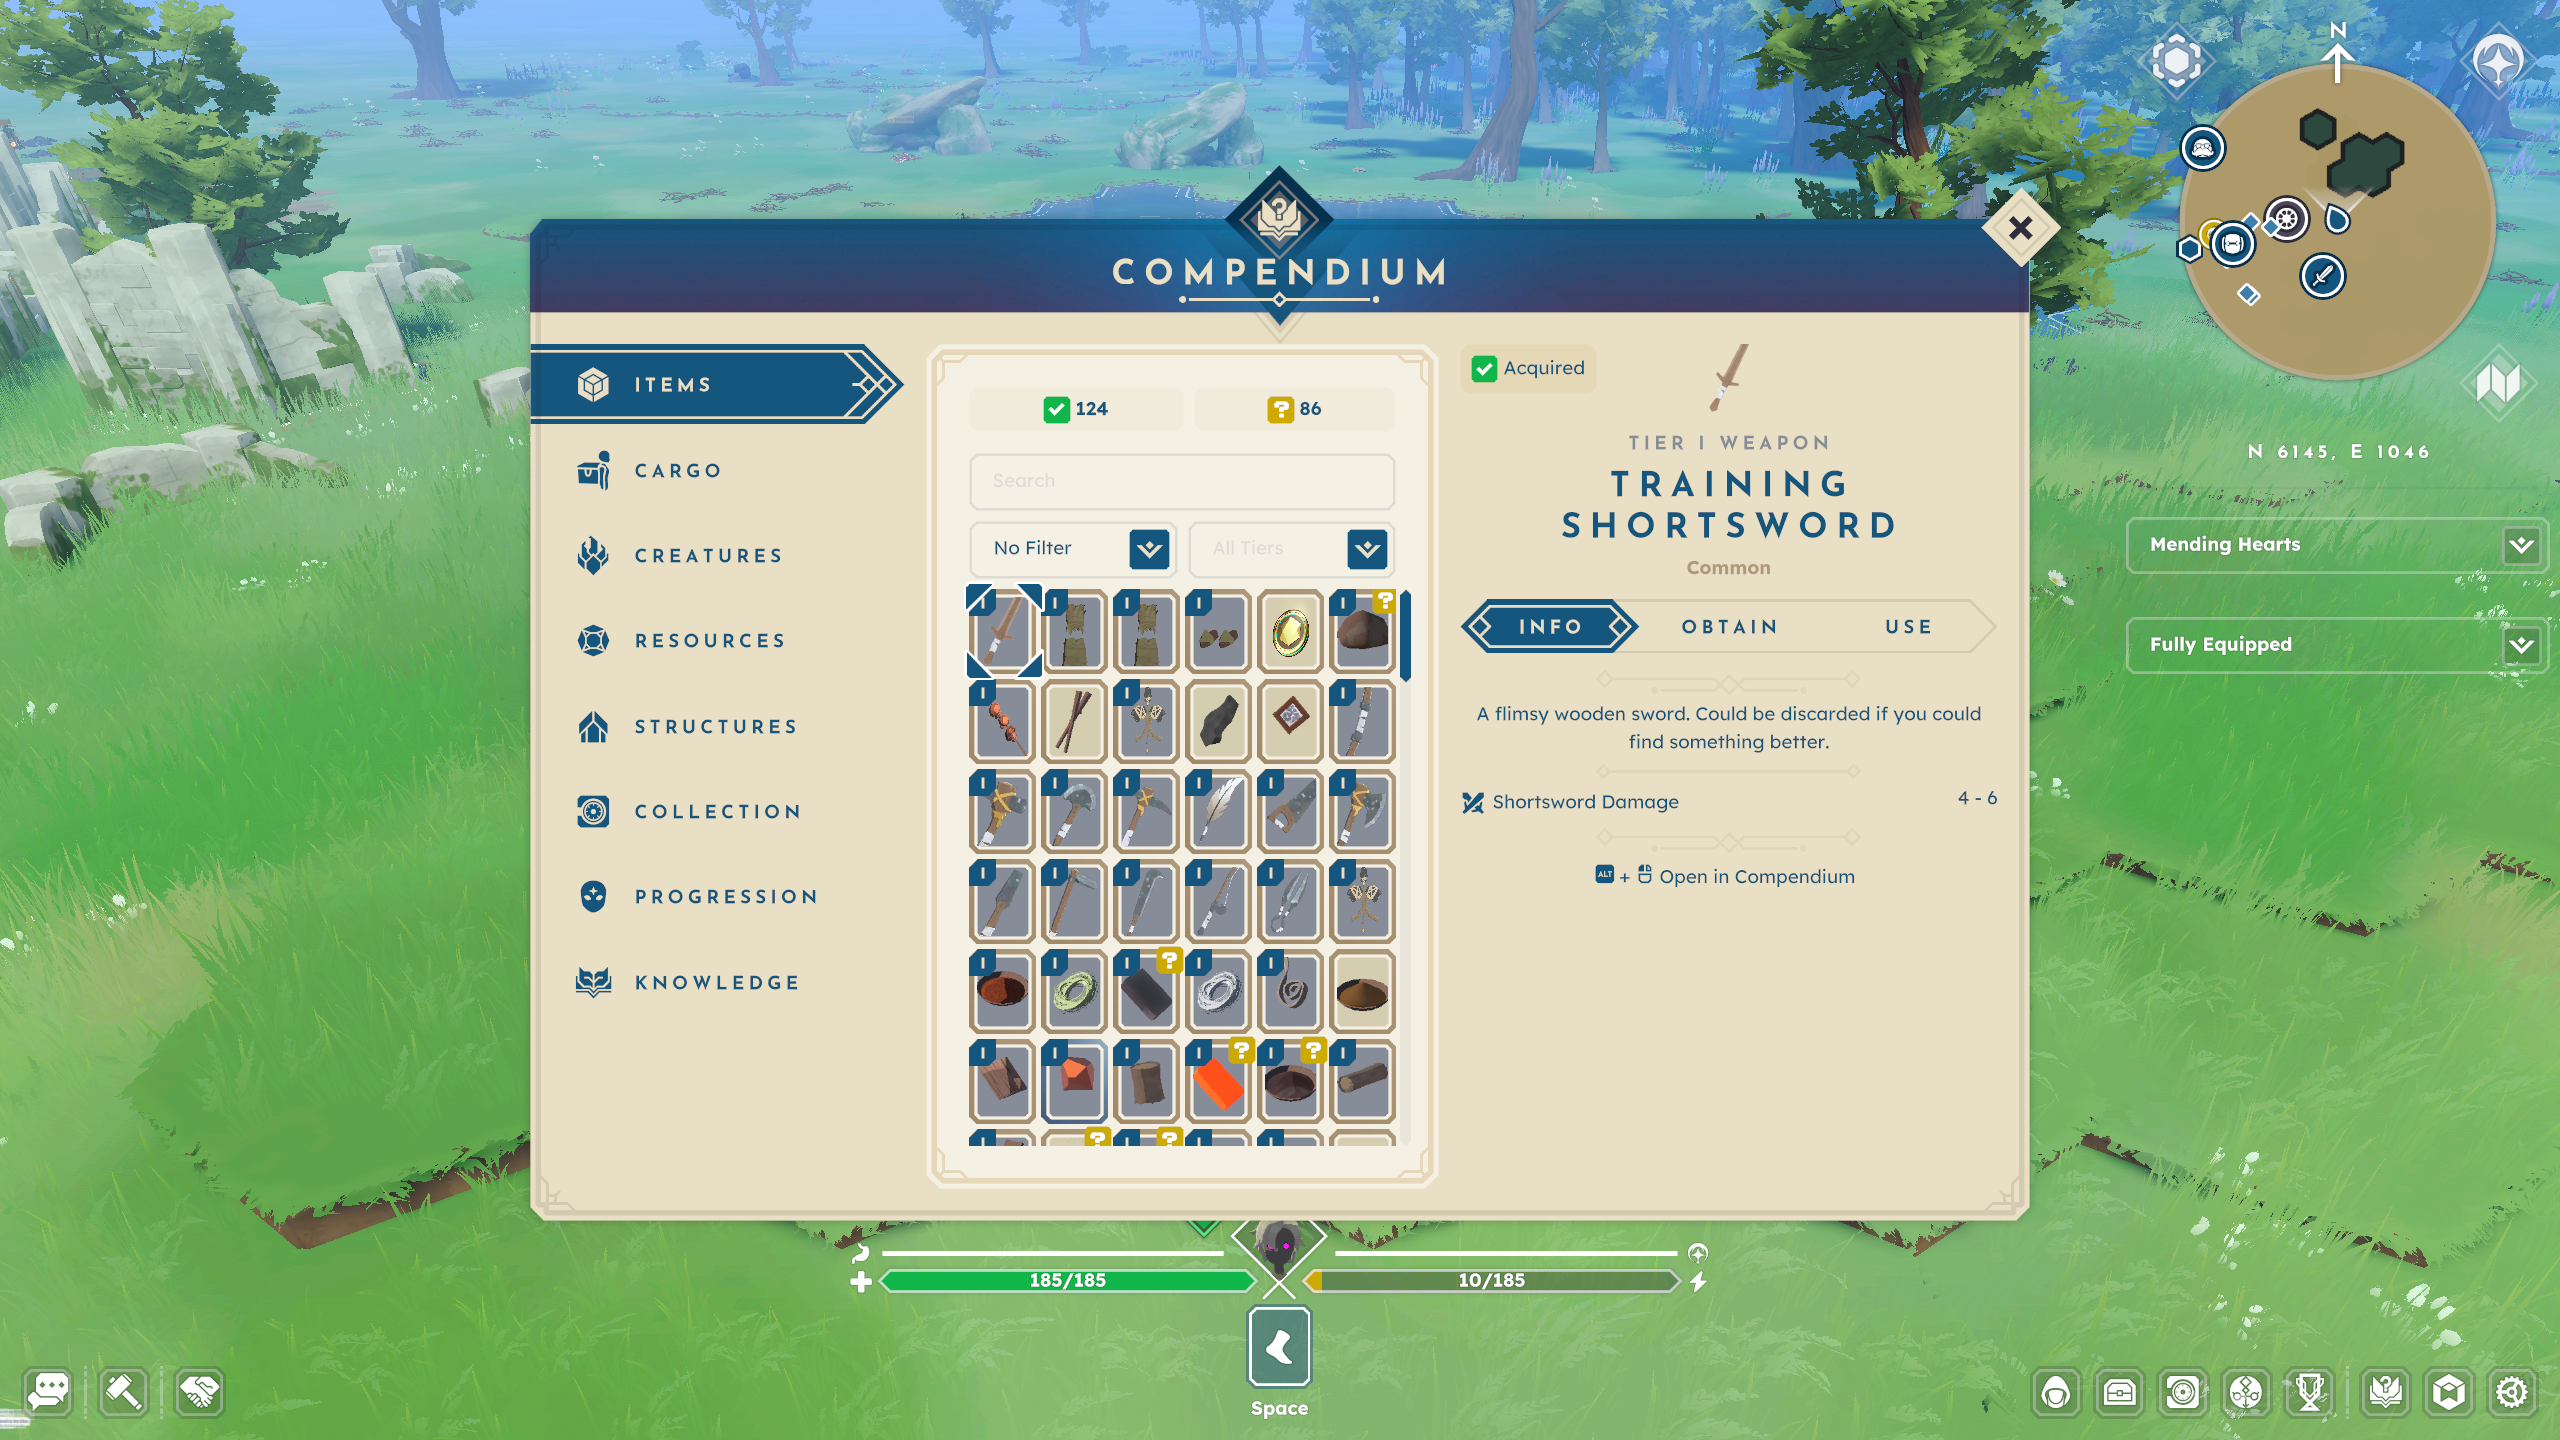 N
COMPENDIUM
ITEMS
CARGO
CREATURES
RESOURCES
STRUCTURES
COLLECTION
PROGRESSION
KNOWLEDGE
124
? 86
Search
No Filter
All Tiers
I I I I I ?
I I I
I I I I I I
I I I I I I
I I I ? I I
I I I I ? I ? I
I ? I ? I I
Acquired
TIER I WEAPON
TRAINING
SHORTSWORD
Common
INFO OBTAIN USE
A flimsy wooden sword. Could be discarded if you could
find something better.
Shortsword Damage 4 - 6
ALT + Open in Compendium
N 6145, E 1046
Mending Hearts
Fully Equipped
185/185
10/185
Space